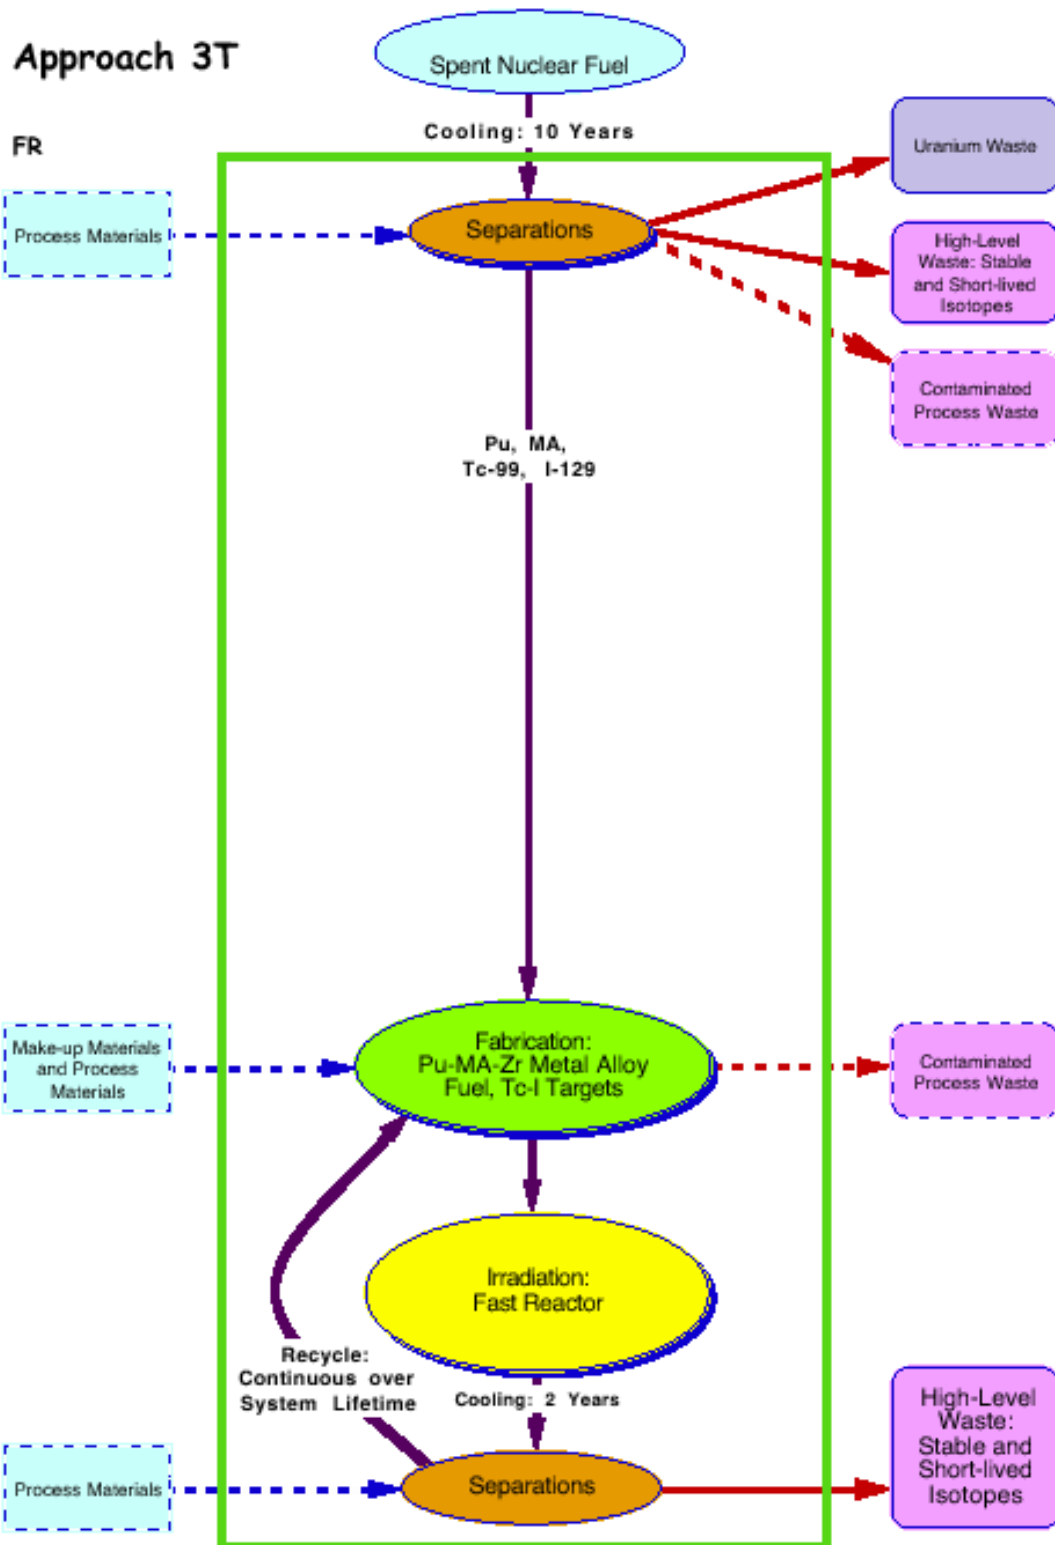 Approach 3T
Spent Nuclear Fuel
Cooling: 10 Years
FR
Uranium Waste
Process Materials
Separations
High-Level
Waste: Stable
and Short-lived
Isotopes
Contaminated
Process Waste
Pu, MA,
Tc-99, I-129
Make-up Materials
and Process
Materials
Fabrication:
Pu-MA-Zr Metal Alloy
Fuel, Tc-I Targets
Contaminated
Process Waste
Irradiation:
Fast Reactor
Recycle:
Continuous over
System Lifetime
Cooling: 2 Years
Process Materials
Separations
High-Level
Waste:
Stable and
Short-lived
Isotopes